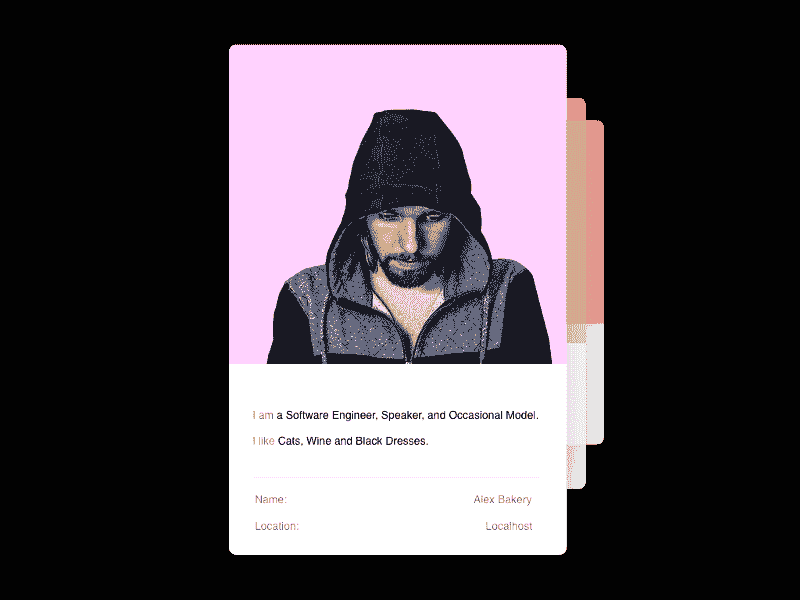 I am a Software Engineer, Speaker, and Occasional Model.
I like Cats, Wine and Black Dresses.
Name: Alex Bakery
Location: Localhost